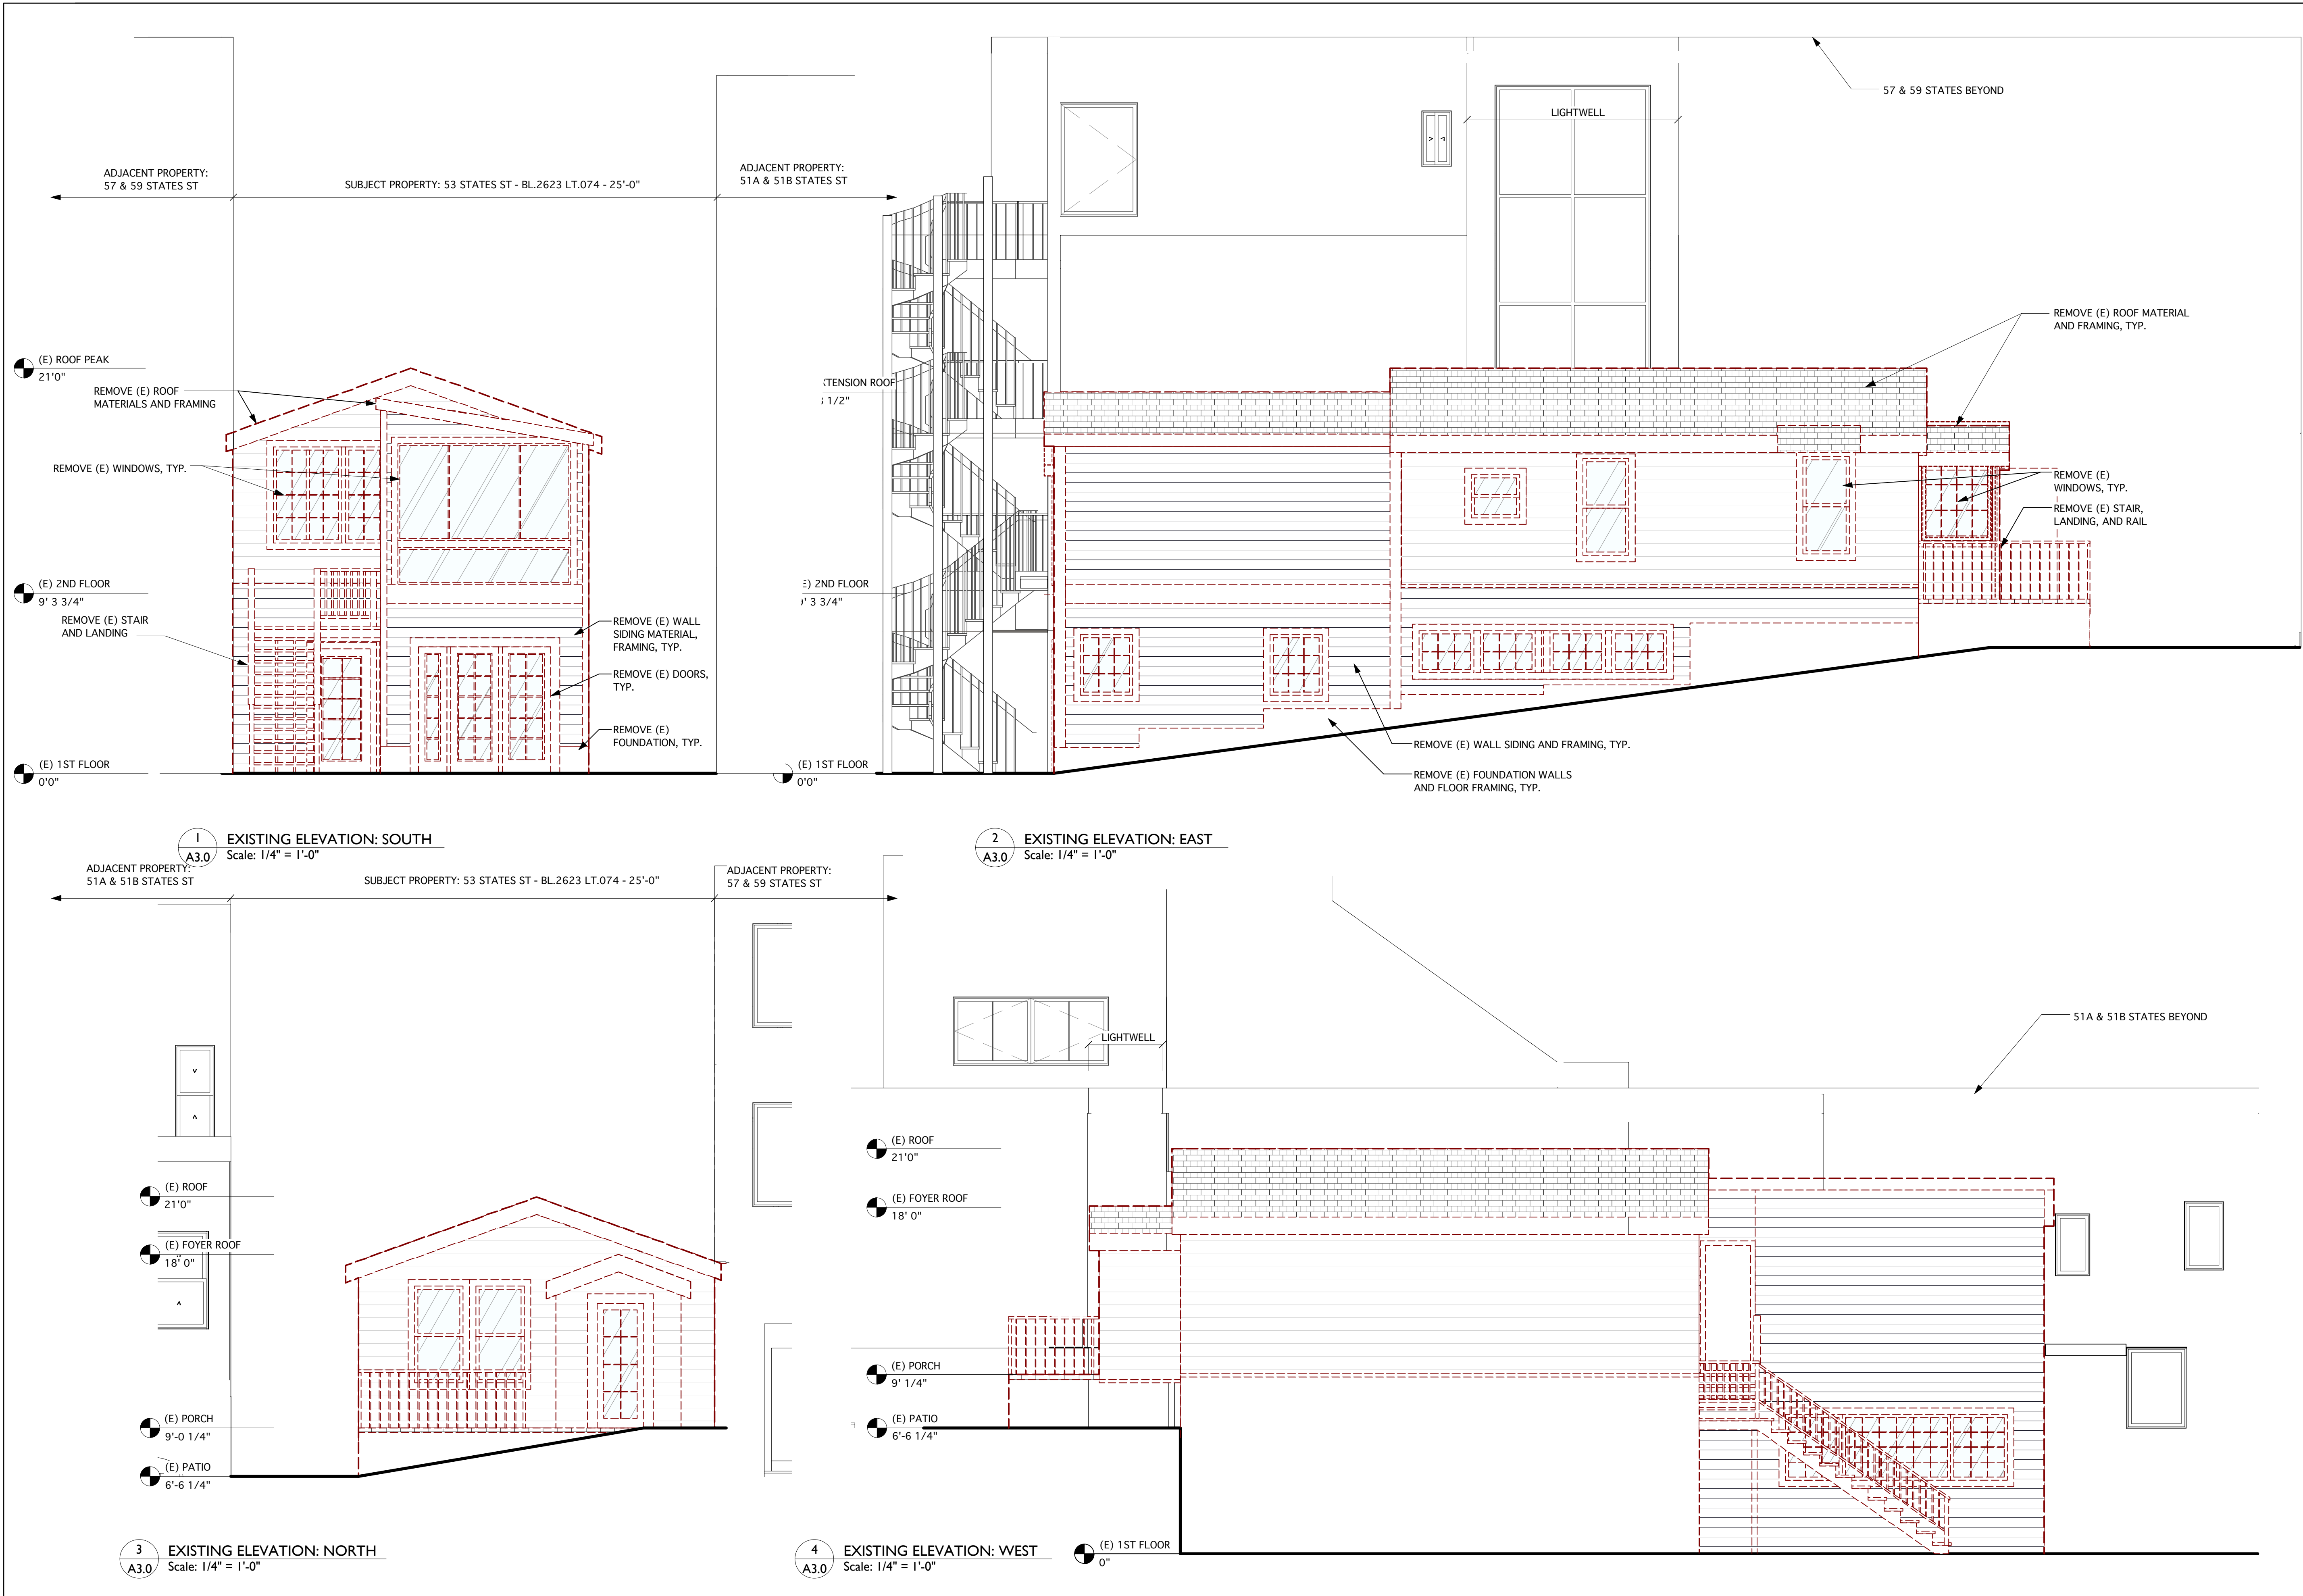 57 & 59 STATES BEYOND
LIGHTWELL
ADJACENT PROPERTY:
57 & 59 STATES ST
SUBJECT PROPERTY: 53 STATES ST - BL.2623 LT.074 - 25'-0"
ADJACENT PROPERTY:
51A & 51B STATES ST
(E) ROOF PEAK
21'0"
REMOVE (E) ROOF
MATERIALS AND FRAMING
REMOVE (E) WINDOWS, TYP.
(E) 2ND FLOOR
9' 3 3/4"
REMOVE (E) STAIR
AND LANDING
REMOVE (E) WALL
SIDING MATERIAL,
FRAMING, TYP.
REMOVE (E) DOORS,
TYP.
REMOVE (E)
FOUNDATION, TYP.
(E) 1ST FLOOR
0'0"
1
A3.0
EXISTING ELEVATION: SOUTH
Scale: 1/4" = 1'-0"
TENSION ROOF
1/2"
E) 2ND FLOOR
' 3 3/4"
(E) 1ST FLOOR
0'0"
REMOVE (E) ROOF MATERIAL
AND FRAMING, TYP.
REMOVE (E)
WINDOWS, TYP.
REMOVE (E) STAIR,
LANDING, AND RAIL
REMOVE (E) WALL SIDING AND FRAMING, TYP.
REMOVE (E) FOUNDATION WALLS
AND FLOOR FRAMING, TYP.
2
A3.0
EXISTING ELEVATION: EAST
Scale: 1/4" = 1'-0"
ADJACENT PROPERTY:
51A & 51B STATES ST
SUBJECT PROPERTY: 53 STATES ST - BL.2623 LT.074 - 25'-0"
ADJACENT PROPERTY:
57 & 59 STATES ST
(E) ROOF
21'0"
(E) FOYER ROOF
18' 0"
(E) PORCH
9'-0 1/4"
(E) PATIO
6'-6 1/4"
3
A3.0
EXISTING ELEVATION: NORTH
Scale: 1/4" = 1'-0"
LIGHTWELL
51A & 51B STATES BEYOND
(E) ROOF
21'0"
(E) FOYER ROOF
18' 0"
(E) PORCH
9' 1/4"
(E) PATIO
6'-6 1/4"
(E) 1ST FLOOR
0"
4
A3.0
EXISTING ELEVATION: WEST
Scale: 1/4" = 1'-0"